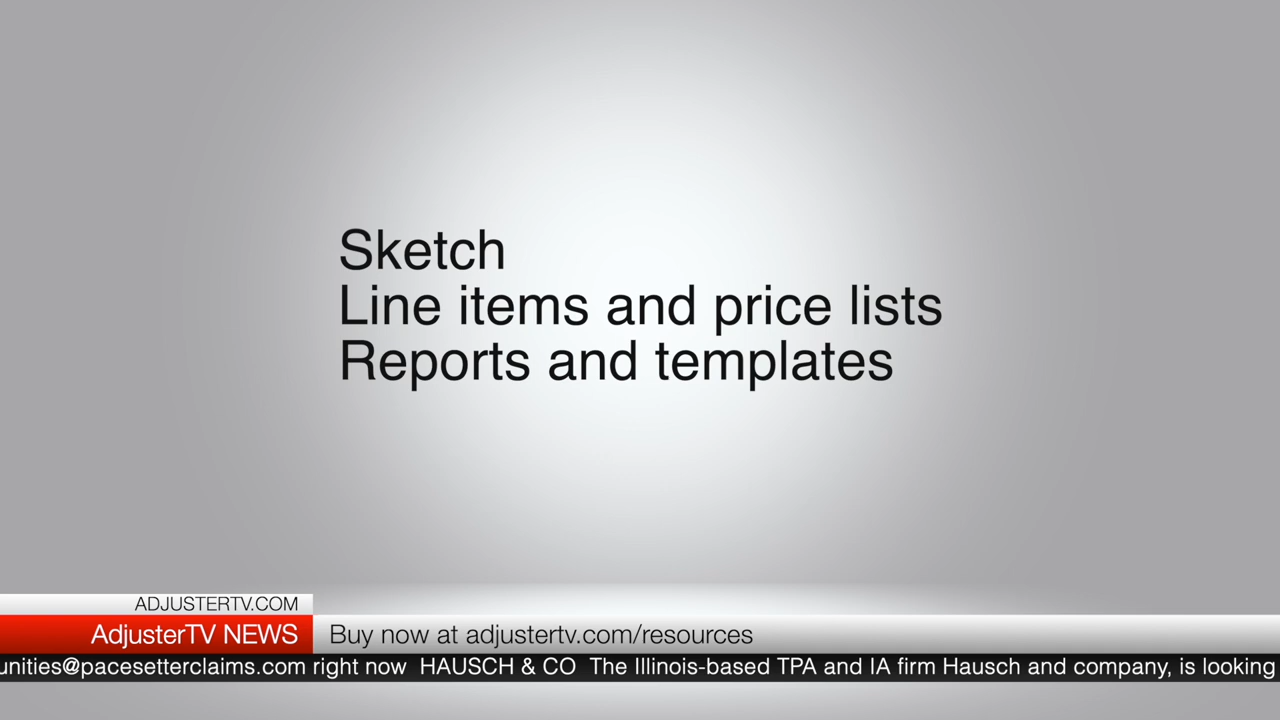 Sketch
Line items and price lists
Reports and templates
ADJUSTERTV.COM
AdjusterTV NEWS
Buy now at adjustertv.com/resources
unities@pacesetterclaims.com right now HAUSCH & CO The Illinois-based TPA and IA firm Hausch and company, is looking